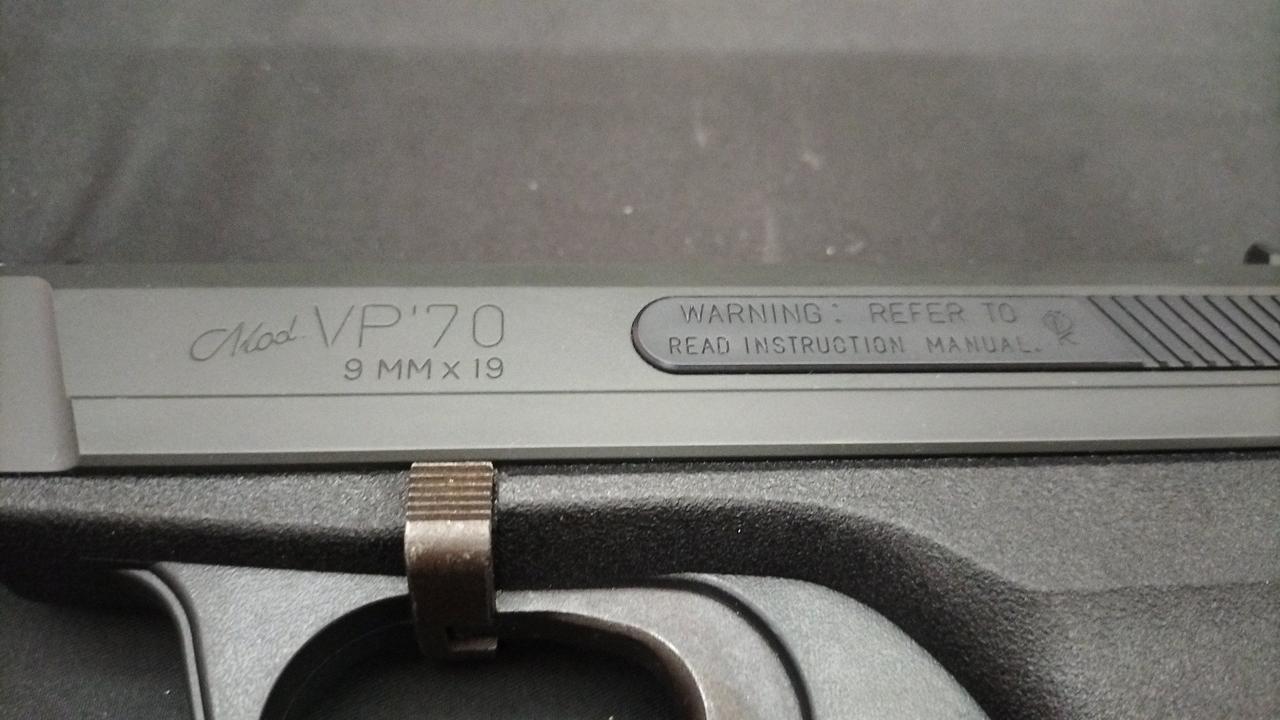 Mod. VP'70
9 MM x 19
WARNING: REFER TO
READ INSTRUCTION MANUAL.